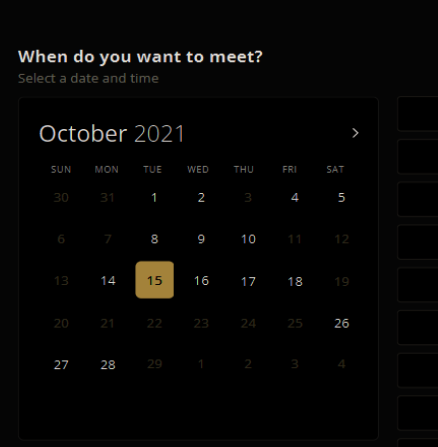 When do you want to meet?
Select a date and time
October 2021
SUN MON TUE WED THU FRI SAT
30 31 1 2 3 4 5
6 7 8 9 10 11 12
13 14 15 16 17 18 19
20 21 22 23 24 25 26
27 28 29 1 2 3 4